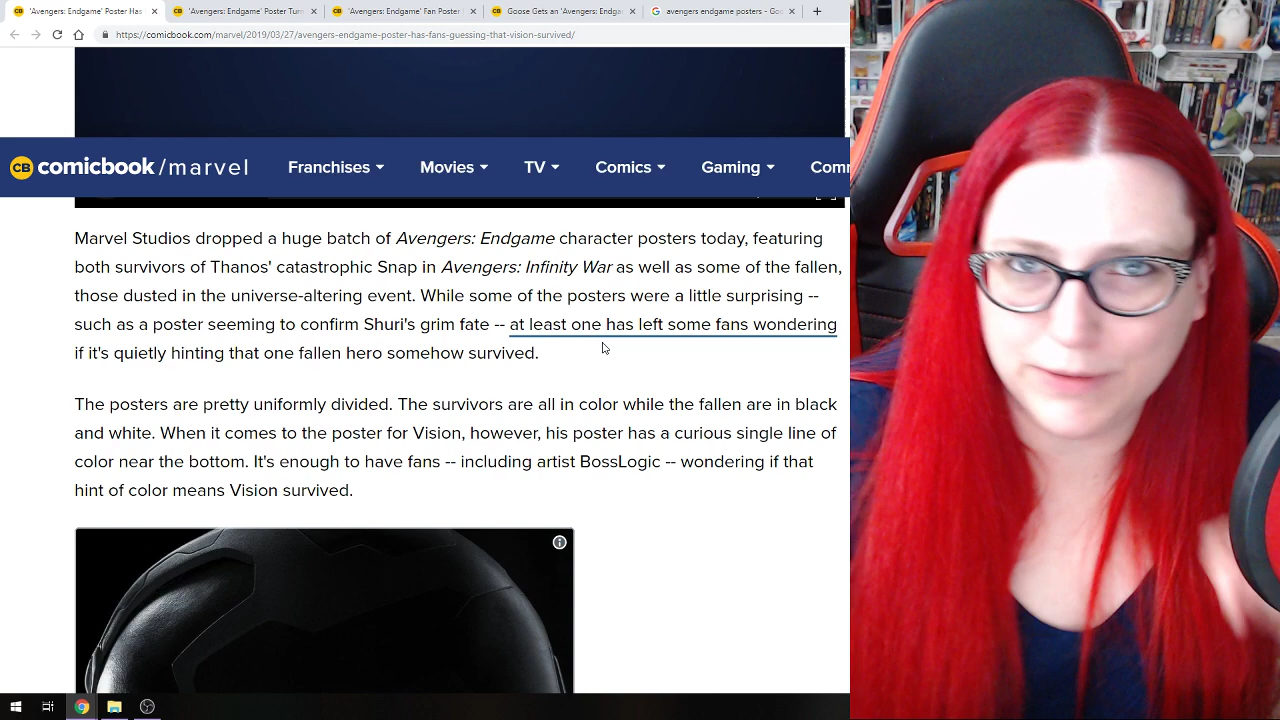 'Avengers: Endgame' Poster Has
'Avengers: Endgame' Poster Tur
'Avengers: Endgame' Fan Poster
Goose Gets an 'Avengers: Endga
avengers endgame posters - Go
https://comicbook.com/marvel/2019/03/27/avengers-endgame-poster-has-fans-guessing-that-vision-survived/
CB comicbook /marvel Franchises Movies TV Comics Gaming Com
Marvel Studios dropped a huge batch of Avengers: Endgame character posters today, featuring
both survivors of Thanos' catastrophic Snap in Avengers: Infinity War as well as some of the fallen,
those dusted in the universe-altering event. While some of the posters were a little surprising --
such as a poster seeming to confirm Shuri's grim fate -- at least one has left some fans wondering
if it's quietly hinting that one fallen hero somehow survived.
The posters are pretty uniformly divided. The survivors are all in color while the fallen are in black
and white. When it comes to the poster for Vision, however, his poster has a curious single line of
color near the bottom. It's enough to have fans -- including artist BossLogic -- wondering if that
hint of color means Vision survived.